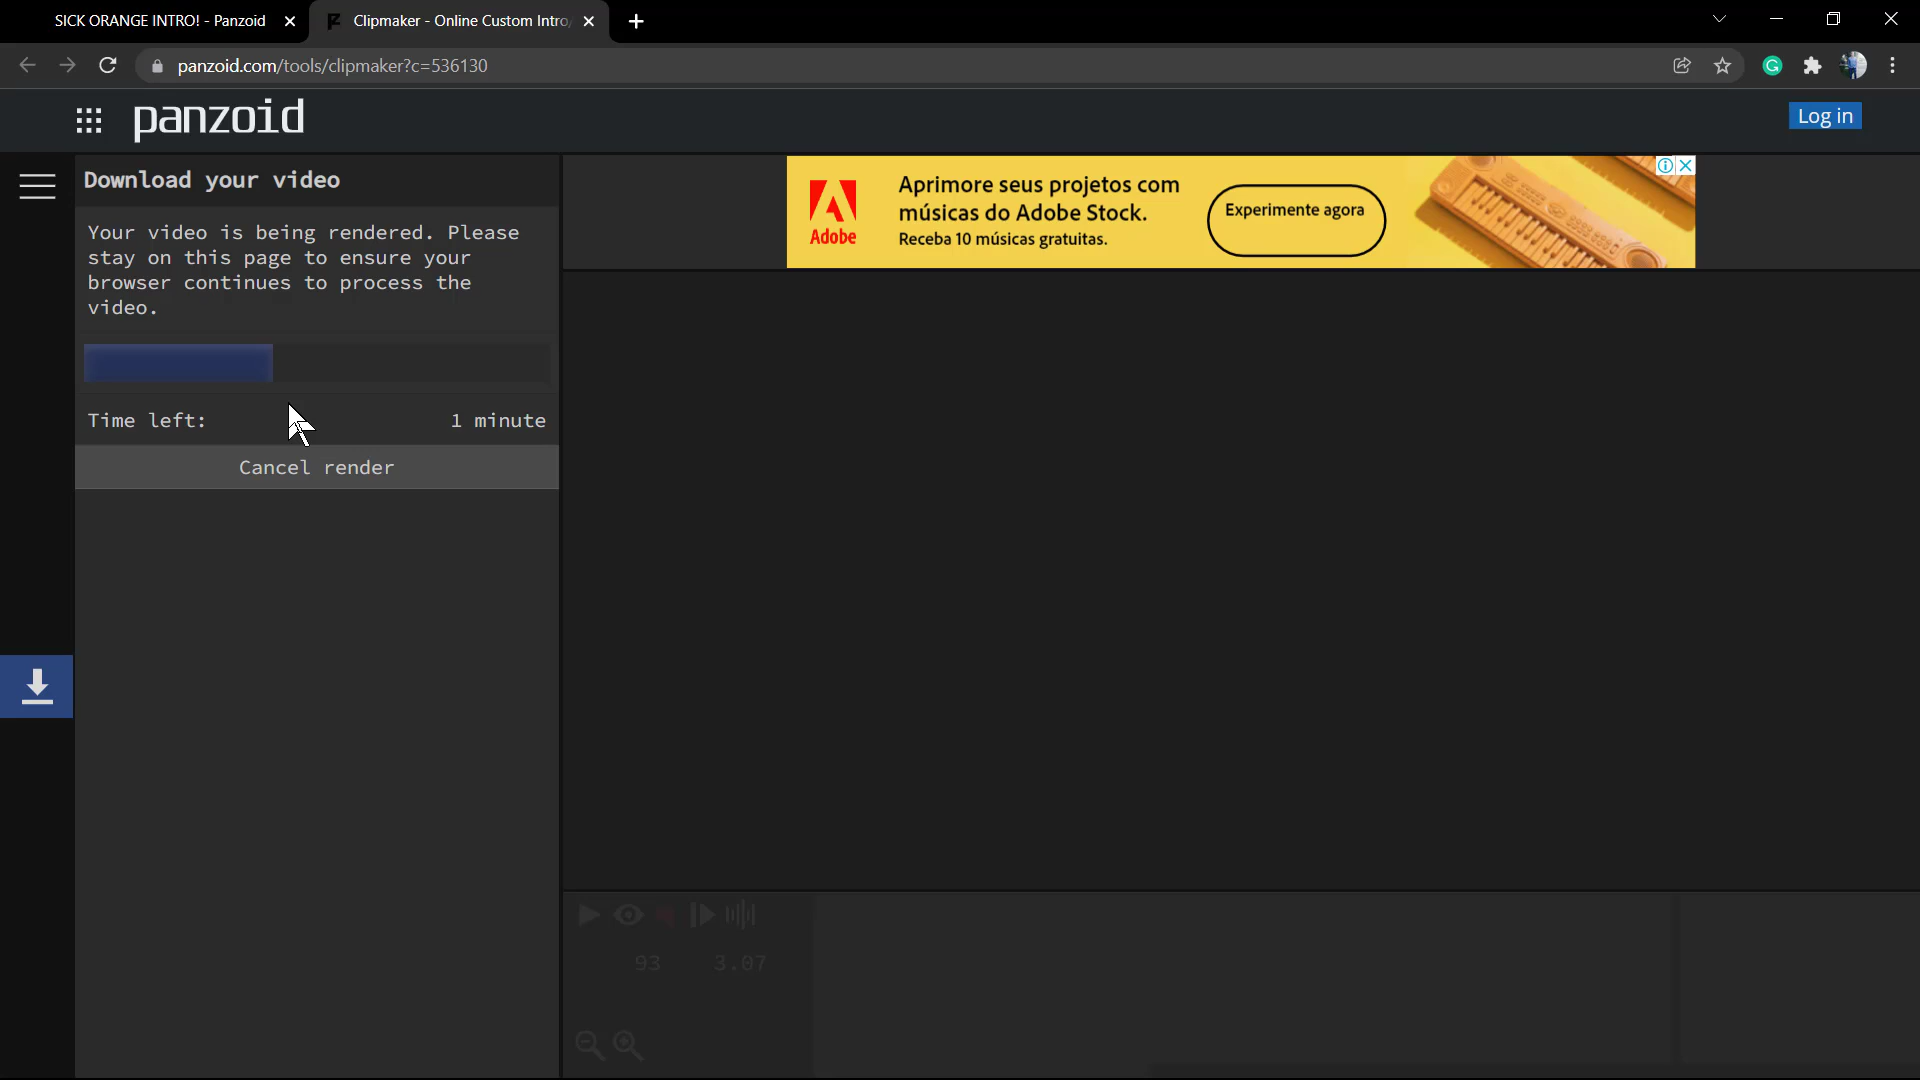 SICK ORANGE INTRO! - Panzoid
Clipmaker - Online Custom Intro
panzoid.com/tools/clipmaker?c=536130
panzoid
Log in
Download your video
Your video is being rendered. Please
stay on this page to ensure your
browser continues to process the
video.
Time left: 1 minute
Cancel render
Adobe
Aprimore seus projetos com
músicas do Adobe Stock.
Receba 10 músicas gratuitas.
Experimente agora
93 3.07